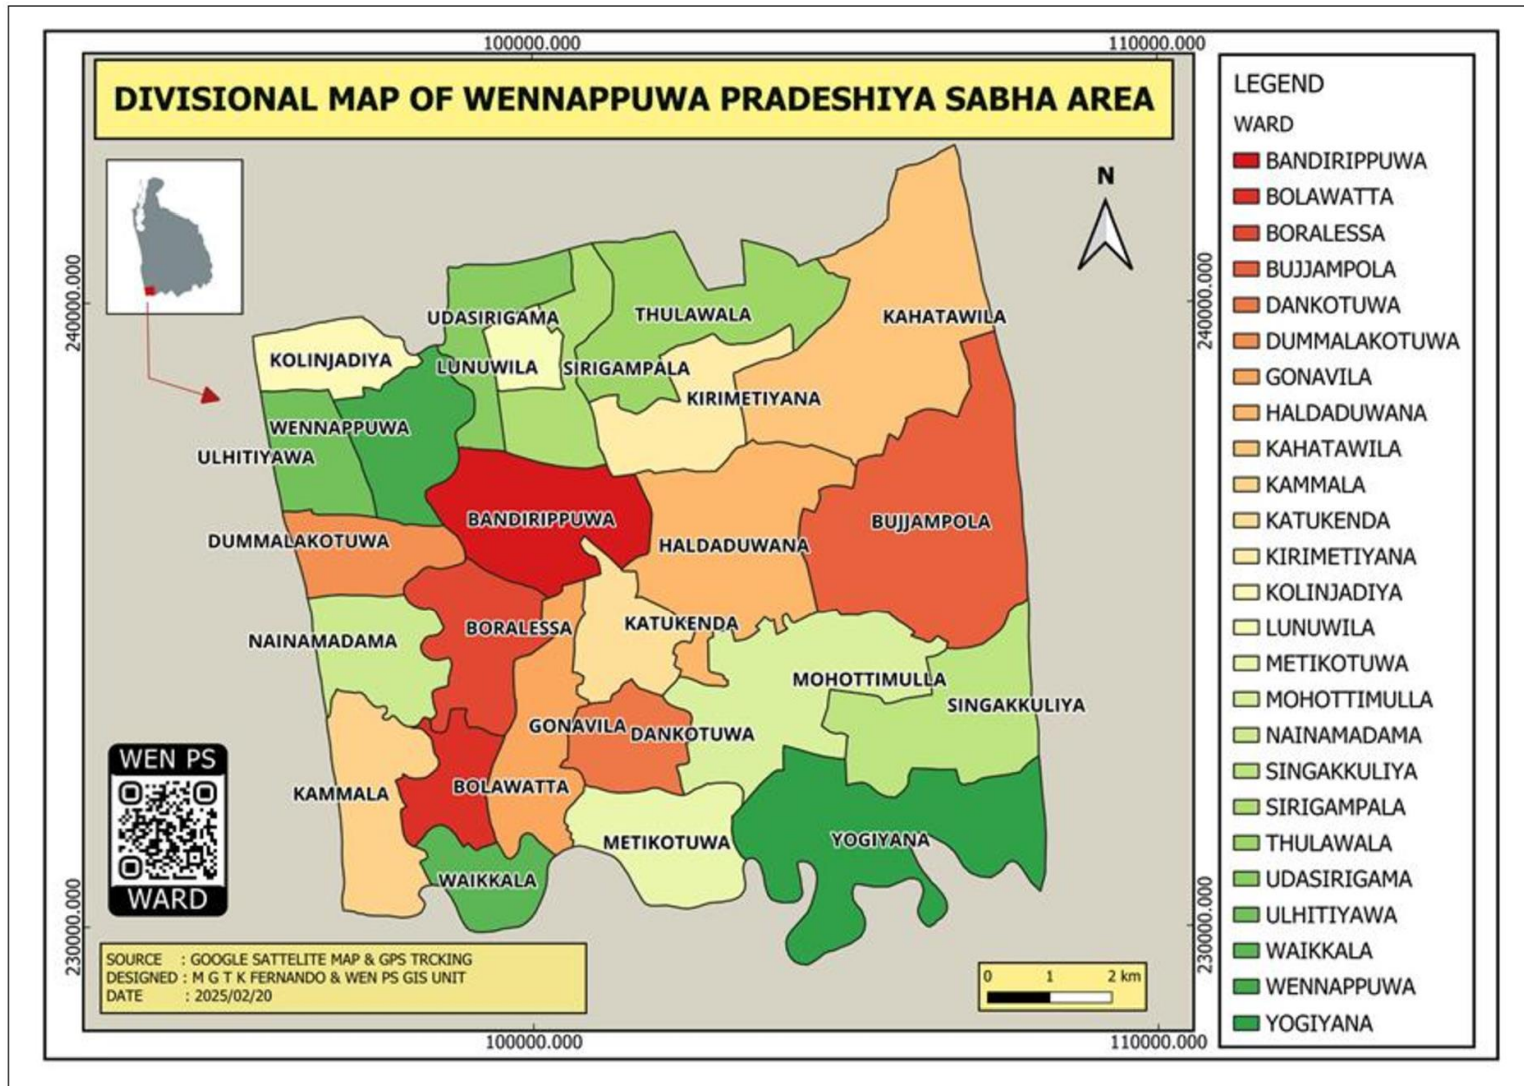 100000.000
110000.000
DIVISIONAL MAP OF WENNAPPUWA PRADESHIYA SABHA AREA
N
240000.000
240000.000
KAHATAWILA
THULAWALA
UDASIRIGAMA
KOLINJADIYA
LUNUWILA
SIRIGAMPALA
KIRIMETIYANA
WENNAPPUWA
ULHITIYAWA
BANDIRIPPUWA
BUJJAMPOLA
DUMMALAKOTUWA
HALDADUWANA
NAINAMADAMA
BORALESSA
KATUKENDA
MOHOTTIMULLA
SINGAKKULIYA
GONAVILA
DANKOTUWA
KAMMALA
BOLAWATTA
METIKOTUWA
YOGIYANA
WAIKKALA
WEN PS
WARD
230000.000
230000.000
SOURCE : GOOGLE SATTELITE MAP & GPS TRCKING
DESIGNED : M G T K FERNANDO & WEN PS GIS UNIT
DATE : 2025/02/20
0 1 2 km
100000.000
110000.000
LEGEND
WARD
BANDIRIPPUWA
BOLAWATTA
BORALESSA
BUJJAMPOLA
DANKOTUWA
DUMMALAKOTUWA
GONAVILA
HALDADUWANA
KAHATAWILA
KAMMALA
KATUKENDA
KIRIMETIYANA
KOLINJADIYA
LUNUWILA
METIKOTUWA
MOHOTTIMULLA
NAINAMADAMA
SINGAKKULIYA
SIRIGAMPALA
THULAWALA
UDASIRIGAMA
ULHITIYAWA
WAIKKALA
WENNAPPUWA
YOGIYANA